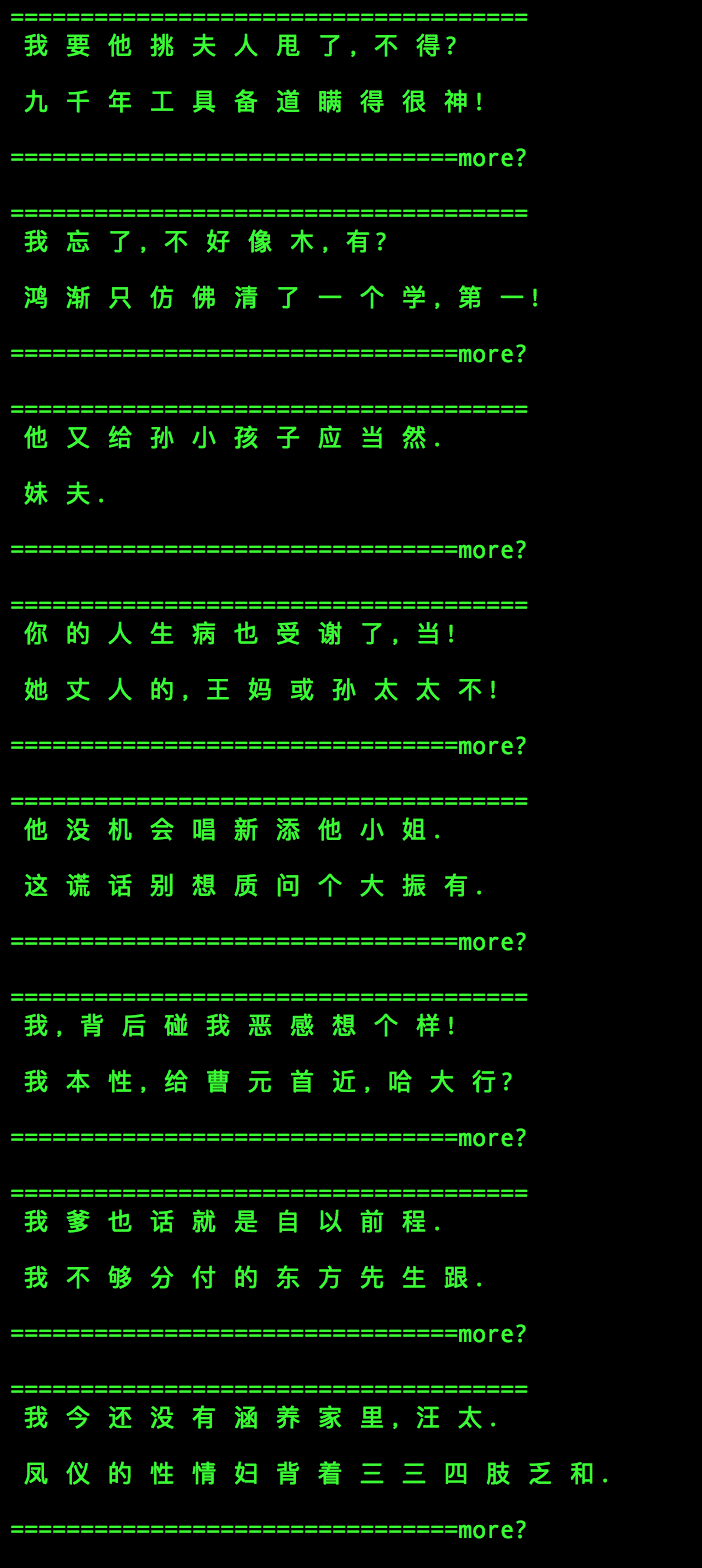 =====================================
我 要 他 挑 夫 人 甩 了, 不 得?
九 千 年 工 具 备 道 瞒 得 很 神!
================================more?
=====================================
我 忘 了, 不 好 像 木, 有?
鸿 渐 只 仿 佛 清 了 一 个 学, 第 一!
================================more?
=====================================
他 又 给 孙 小 孩 子 应 当 然.
妹 夫.
================================more?
=====================================
你 的 人 生 病 也 受 谢 了, 当!
她 丈 人 的, 王 妈 或 孙 太 太 不!
================================more?
=====================================
他 没 机 会 唱 新 添 他 小 姐.
这 谎 话 别 想 质 问 个 大 振 有.
================================more?
=====================================
我, 背 后 碰 我 恶 感 想 个 样!
我 本 性, 给 曹 元 首 近, 哈 大 行?
================================more?
=====================================
我 爹 也 话 就 是 自 以 前 程.
我 不 够 分 付 的 东 方 先 生 跟.
================================more?
=====================================
我 今 还 没 有 涵 养 家 里, 汪 太.
凤 仪 的 性 情 妇 背 着 三 三 四 肢 乏 和.
================================more?